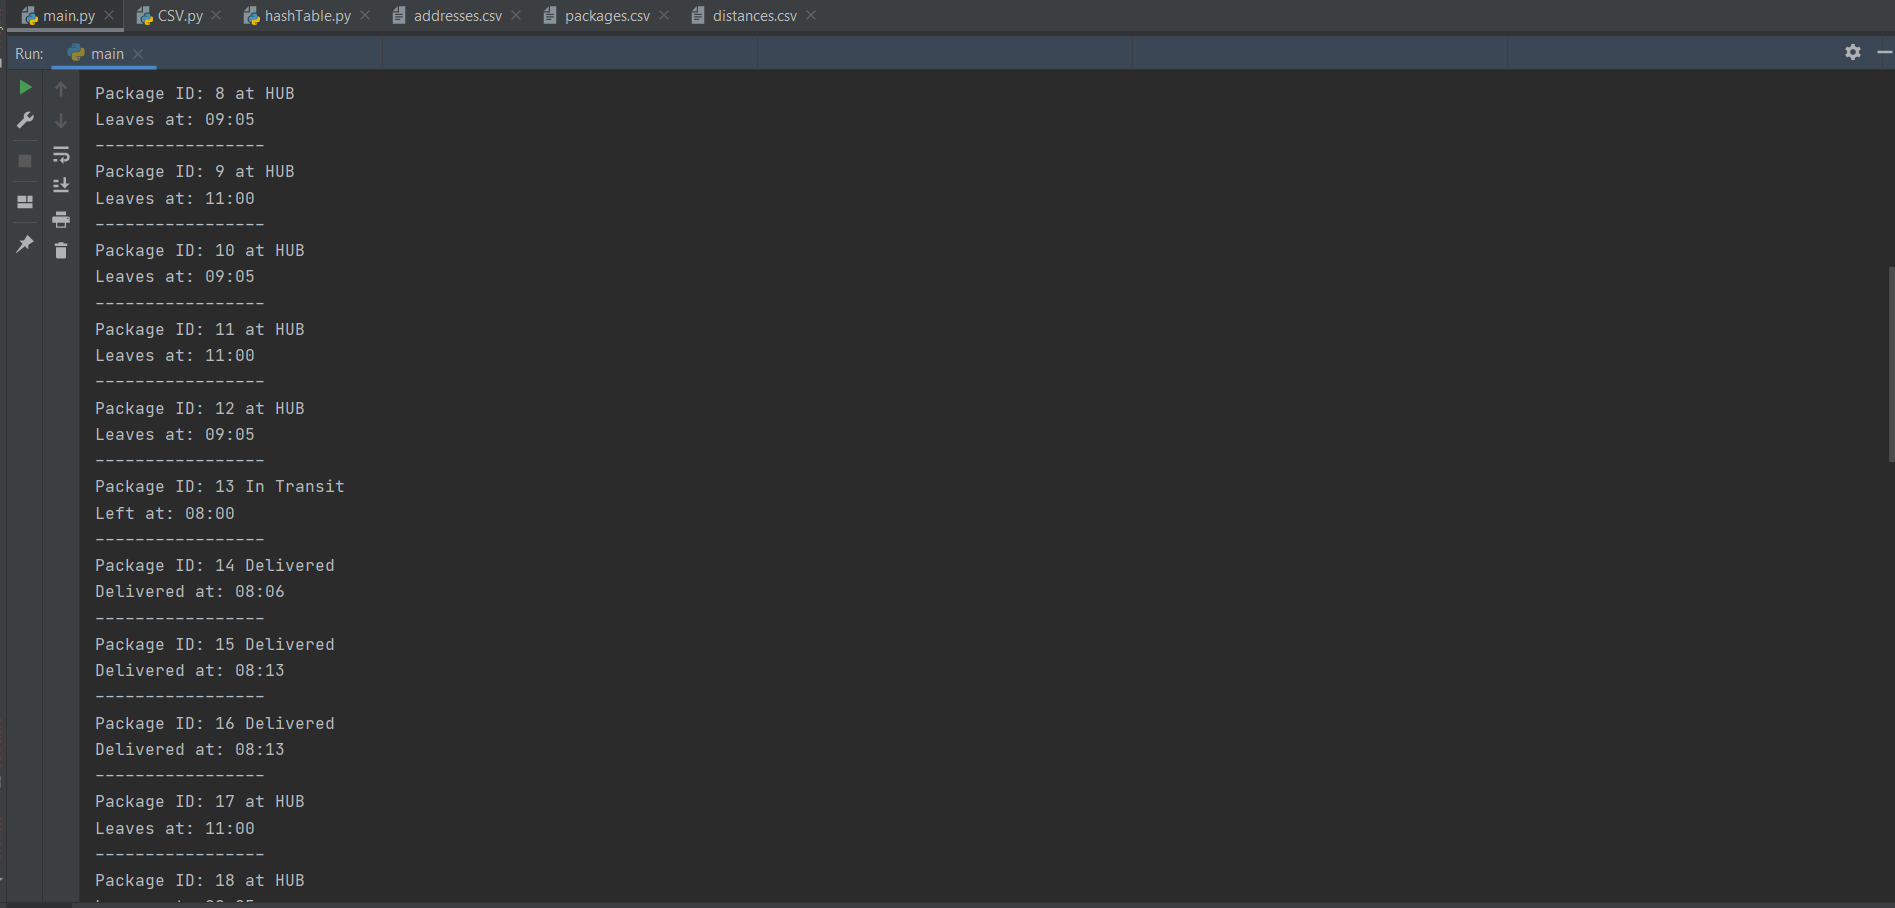 main.py CSV.py hashTable.py addresses.csv packages.csv distances.csv
Run: main
Package ID: 8 at HUB
Leaves at: 09:05
-----------------
Package ID: 9 at HUB
Leaves at: 11:00
-----------------
Package ID: 10 at HUB
Leaves at: 09:05
-----------------
Package ID: 11 at HUB
Leaves at: 11:00
-----------------
Package ID: 12 at HUB
Leaves at: 09:05
-----------------
Package ID: 13 In Transit
Left at: 08:00
-----------------
Package ID: 14 Delivered
Delivered at: 08:06
-----------------
Package ID: 15 Delivered
Delivered at: 08:13
-----------------
Package ID: 16 Delivered
Delivered at: 08:13
-----------------
Package ID: 17 at HUB
Leaves at: 11:00
-----------------
Package ID: 18 at HUB